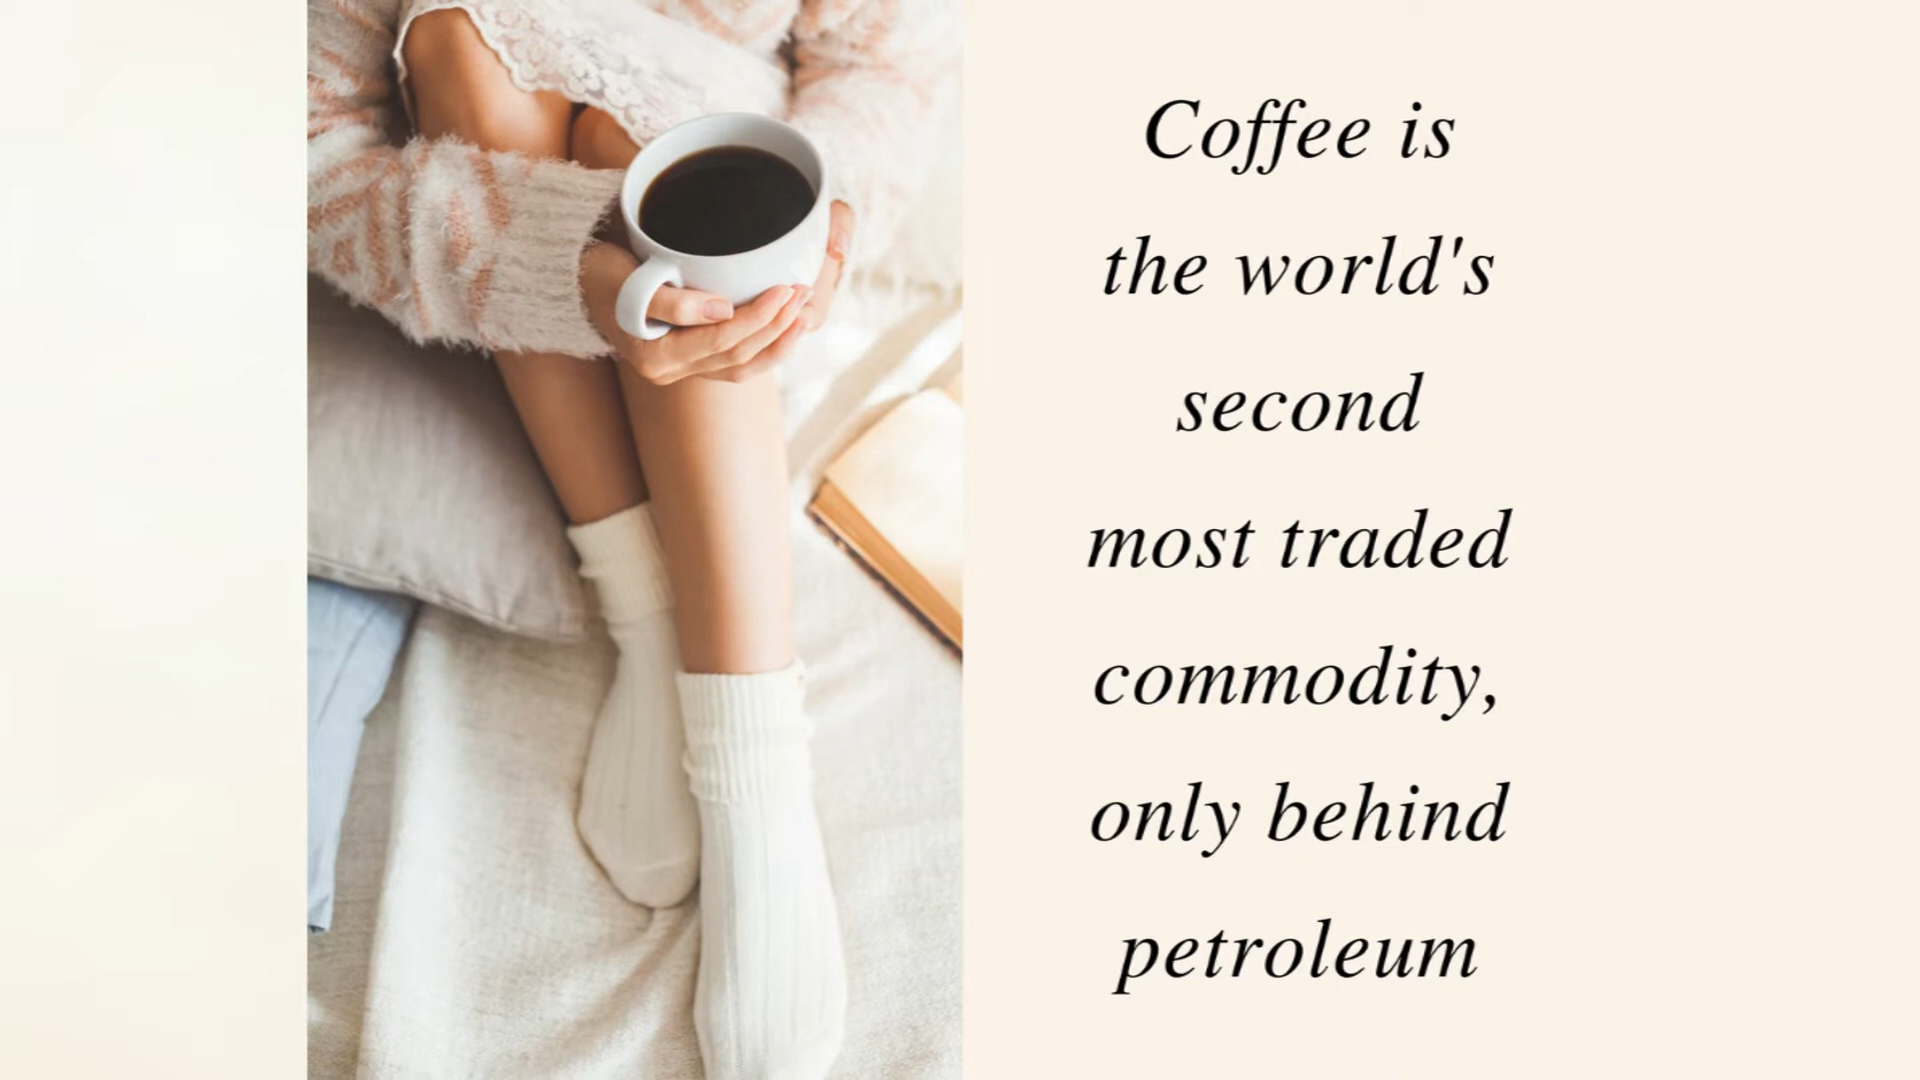 Coffee is
the world's
second
most traded
commodity,
only behind
petroleum